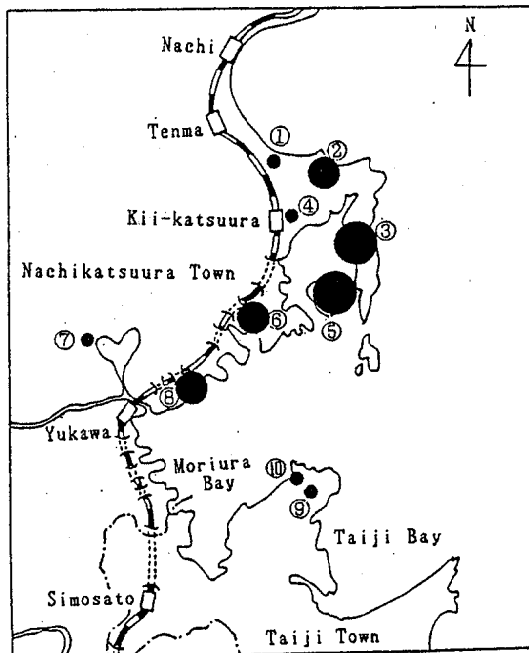 N
Nachi
Tenma
①
②
④
③
Kii-katsuura
Nachikatsuura Town
⑤
⑥
⑦
⑧
Yukawa
Moriura
Bay
⑩
⑨
Taiji Bay
Simosato
Taiji Town